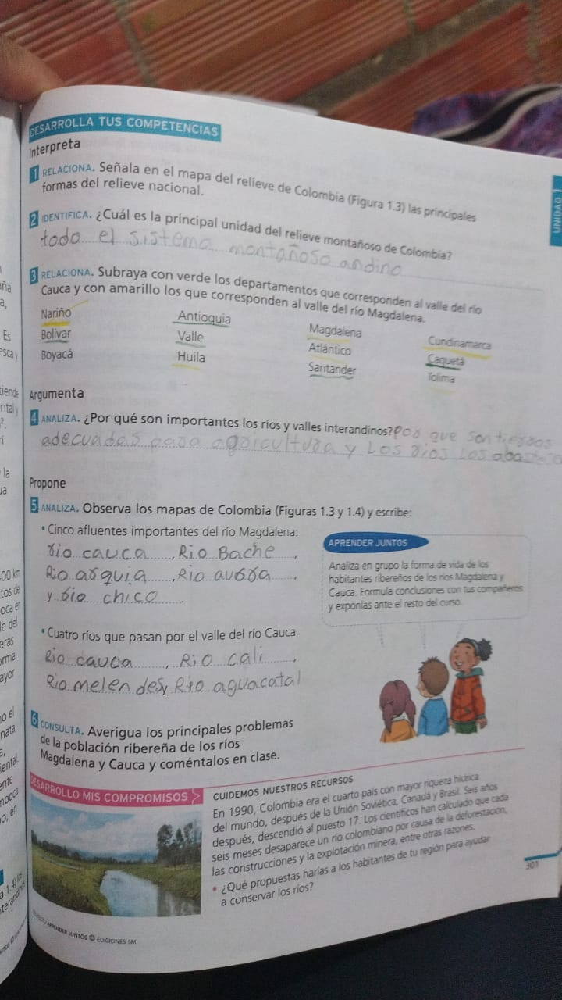 DESARROLLA TUS COMPETENCIAS
Interpreta
1 RELACIONA. Señala en el mapa del relieve de Colombia (Figura 1.3) las principales
formas del relieve nacional.
2 IDENTIFICA. ¿Cuál es la principal unidad del relieve montañoso de Colombia?
todo el sistema montañoso andino
3 RELACIONA. Subraya con verde los departamentos que corresponden al valle del río
Cauca y con amarillo los que corresponden al valle del río Magdalena.
Nariño Antioquia Magdalena Cundinamarca
Bolívar Valle Atlántico Caquetá
Boyacá Huila Santander Tolima
Argumenta
4 ANALIZA. ¿Por qué son importantes los ríos y valles interandinos? Por que son tierras
adecuadas para agricultura y Los rios Los
Propone
5 ANALIZA. Observa los mapas de Colombia (Figuras 1.3 y 1.4) y escribe:
• Cinco afluentes importantes del río Magdalena:
rio cauca, Rio Bache,
Rio arquia, Rio aurra,
y rio chico.
APRENDER JUNTOS
Analiza en grupo la forma de vida de los
habitantes ribereños de los ríos Magdalena y
Cauca. Formula conclusiones con tus compañeros
y exponlas ante el resto del curso.
• Cuatro ríos que pasan por el valle del río Cauca
Rio cauca, Rio cali,
Rio melendes y Rio aguacatal
6 CONSULTA. Averigua los principales problemas
de la población ribereña de los ríos
Magdalena y Cauca y coméntalos en clase.
DESARROLLO MIS COMPROMISOS
CUIDEMOS NUESTROS RECURSOS
En 1990, Colombia era el cuarto país con mayor riqueza hídrica
del mundo, después de la Unión Soviética, Canadá y Brasil. Seis años
después, descendió al puesto 17. Los científicos han calculado que cada
seis meses desaparece un río colombiano por causa de la deforestación,
las construcciones y la explotación minera, entre otras razones.
• ¿Qué propuestas harías a los habitantes de tu región para ayudar
a conservar los ríos?
UNIDAD 1
301
APRENDER JUNTOS © EDICIONES SM